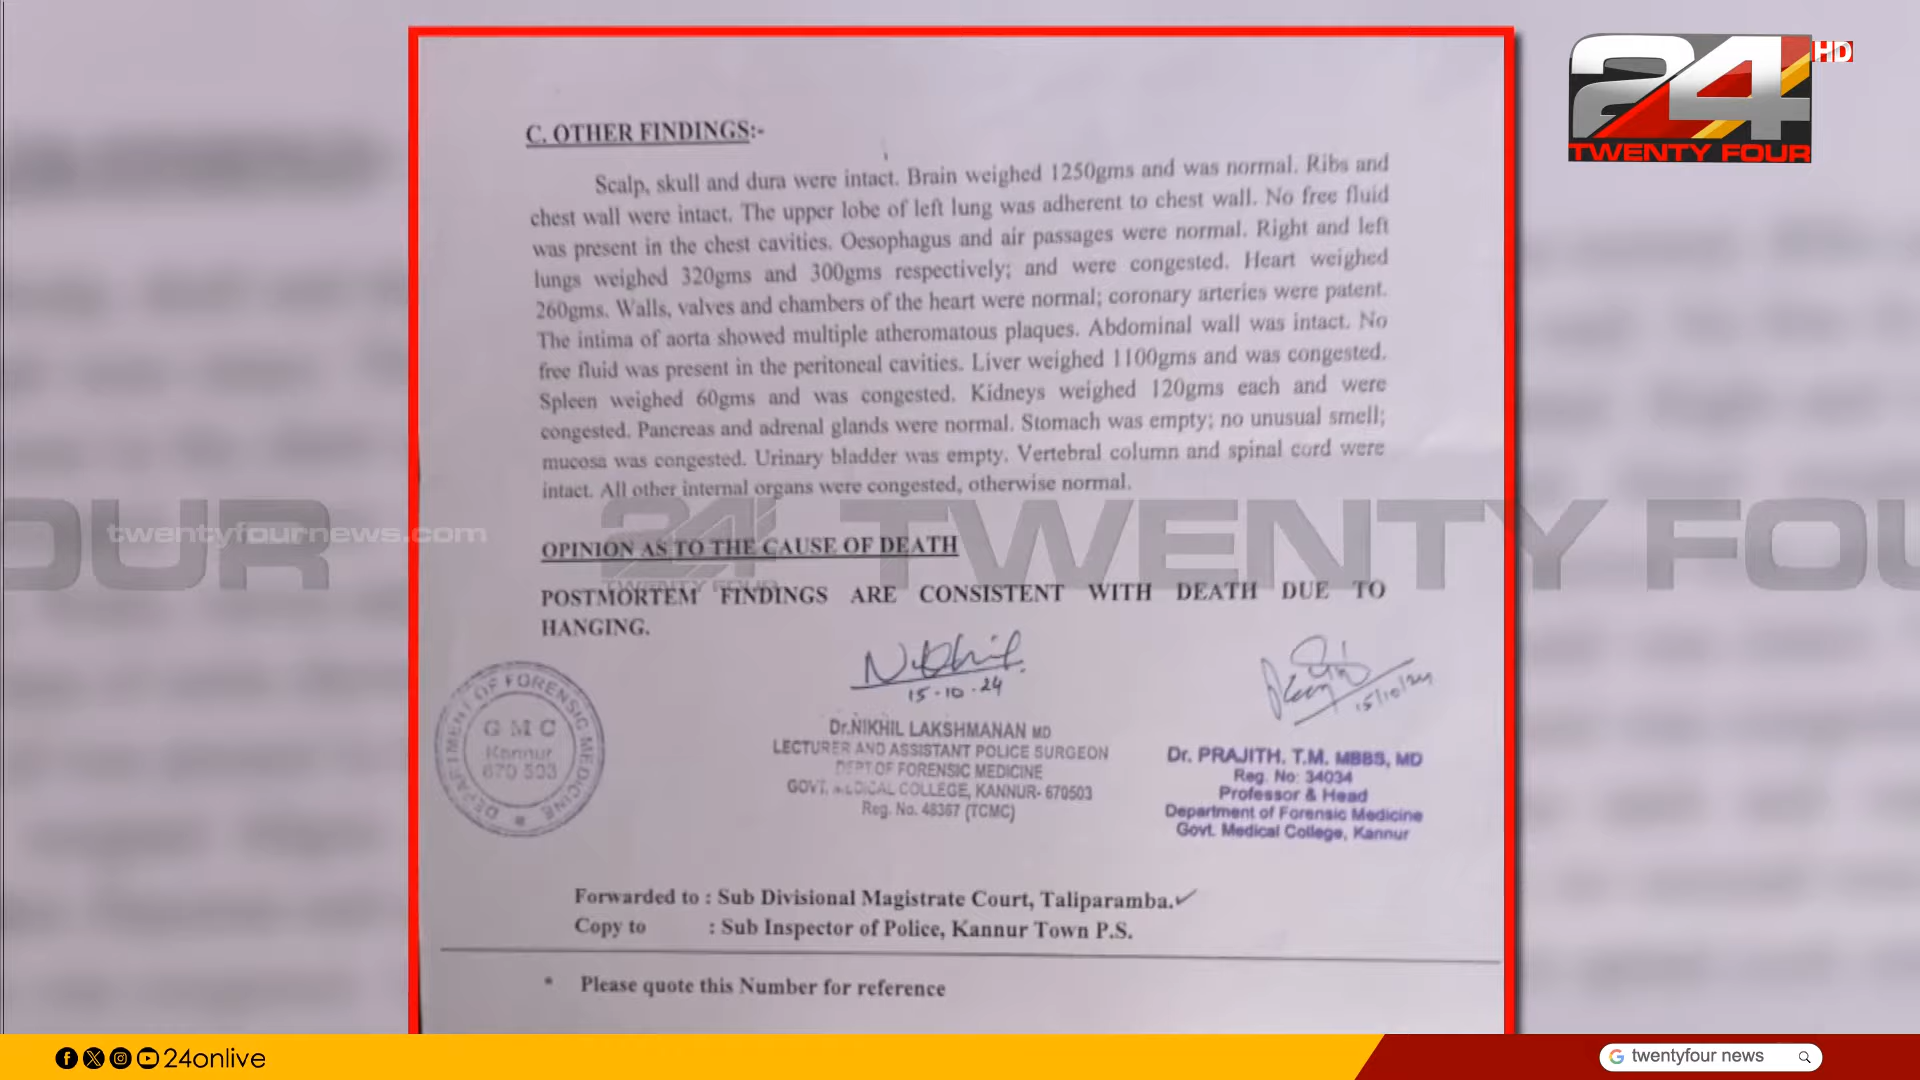 24
HD
TWENTY FOUR
C. OTHER FINDINGS:-
Scalp, skull and dura were intact. Brain weighed 1250gms and was normal. Ribs and
chest wall were intact. The upper lobe of left lung was adherent to chest wall. No free fluid
was present in the chest cavities. Oesophagus and air passages were normal. Right and left
lungs weighed 320gms and 300gms respectively; and were congested. Heart weighed
260gms. Walls, valves and chambers of the heart were normal; coronary arteries were patent.
The intima of aorta showed multiple atheromatous plaques. Abdominal wall was intact. No
free fluid was present in the peritoneal cavities. Liver weighed 1100gms and was congested.
Spleen weighed 60gms and was congested. Kidneys weighed 120gms each and were
congested. Pancreas and adrenal glands were normal. Stomach was empty; no unusual smell;
mucosa was congested. Urinary bladder was empty. Vertebral column and spinal cord were
intact. All other internal organs were congested, otherwise normal.
OUR
twentyfournews.com
24 TWENTY FOU
TWENTY FOUR
OPINION AS TO THE CAUSE OF DEATH
POSTMORTEM FINDINGS ARE CONSISTENT WITH DEATH DUE TO
HANGING.
Nikhil
15-10-24
15/10/24
DEPARTMENT OF FORENSIC MEDICINE
G M C
Kannur
670 503
Dr.NIKHIL LAKSHMANAN MD
LECTURER AND ASSISTANT POLICE SURGEON
DEPT.OF FORENSIC MEDICINE
GOVT. MEDICAL COLLEGE, KANNUR- 670503
Reg. No. 48367 (TCMC)
Dr. PRAJITH. T.M. MBBS, MD
Reg. No: 34034
Professor & Head
Department of Forensic Medicine
Govt. Medical College, Kannur
Forwarded to : Sub Divisional Magistrate Court, Taliparamba.
Copy to : Sub Inspector of Police, Kannur Town P.S.
* Please quote this Number for reference
24onlive
twentyfour news